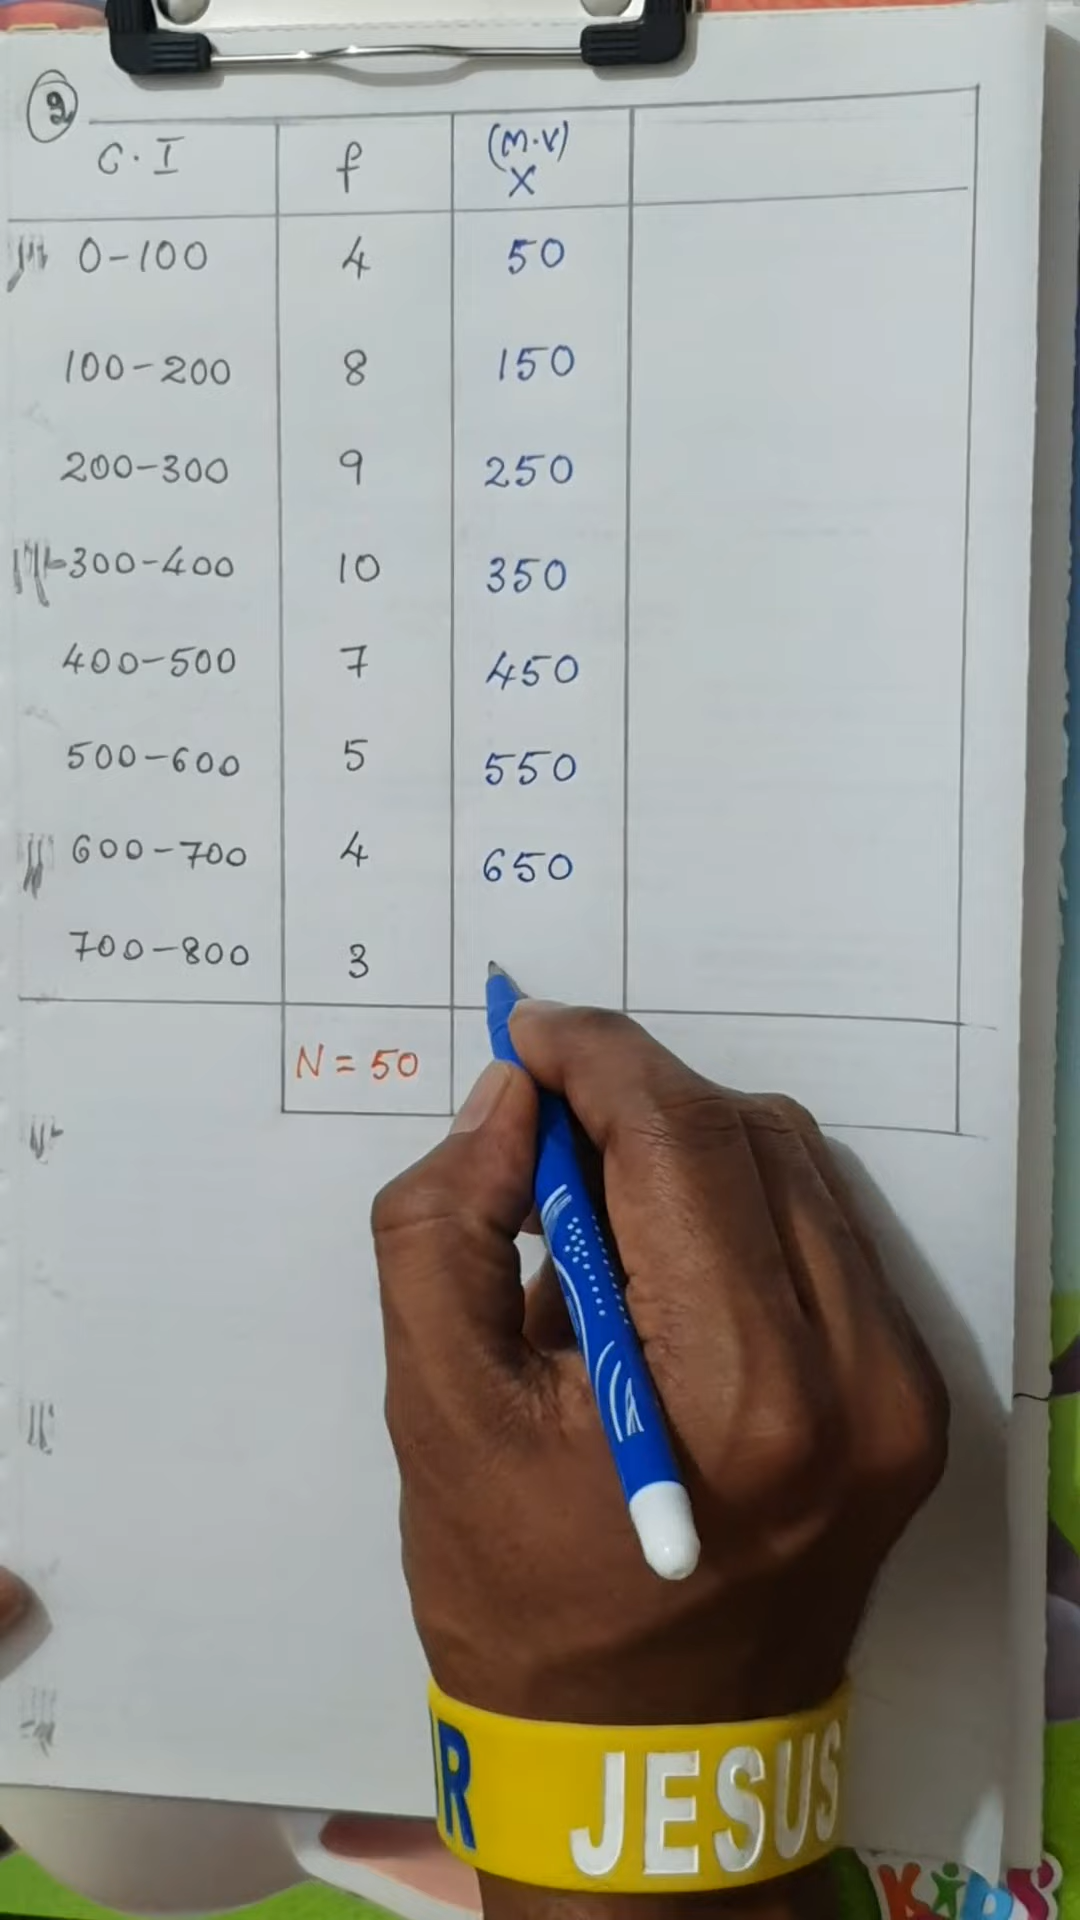 2
C.I f (M.V) X
0-100 4 50
100-200 8 150
200-300 9 250
300-400 10 350
400-500 7 450
500-600 5 550
600-700 4 650
700-800 3
N = 50
R JESUS
KiDS